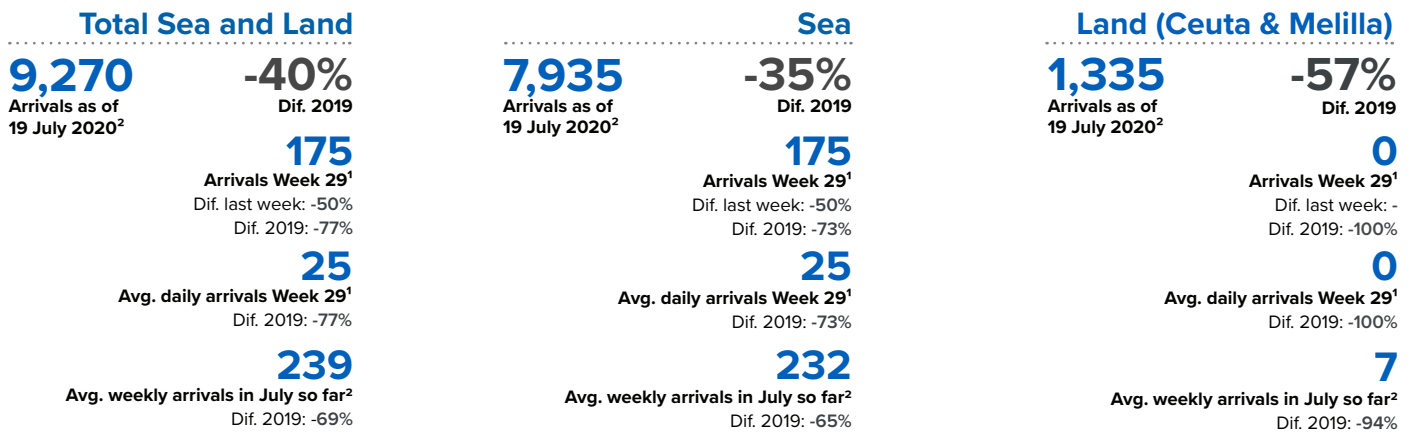 Total Sea and Land
9,270
Arrivals as of
19 July 2020²
-40%
Dif. 2019
175
Arrivals Week 29¹
Dif. last week: -50%
Dif. 2019: -77%
25
Avg. daily arrivals Week 29¹
Dif. 2019: -77%
239
Avg. weekly arrivals in July so far²
Dif. 2019: -69%
Sea
7,935
Arrivals as of
19 July 2020²
-35%
Dif. 2019
175
Arrivals Week 29¹
Dif. last week: -50%
Dif. 2019: -73%
25
Avg. daily arrivals Week 29¹
Dif. 2019: -73%
232
Avg. weekly arrivals in July so far²
Dif. 2019: -65%
Land (Ceuta & Melilla)
1,335
Arrivals as of
19 July 2020²
-57%
Dif. 2019
0
Arrivals Week 29¹
Dif. last week: -
Dif. 2019: -100%
0
Avg. daily arrivals Week 29¹
Dif. 2019: -100%
7
Avg. weekly arrivals in July so far²
Dif. 2019: -94%